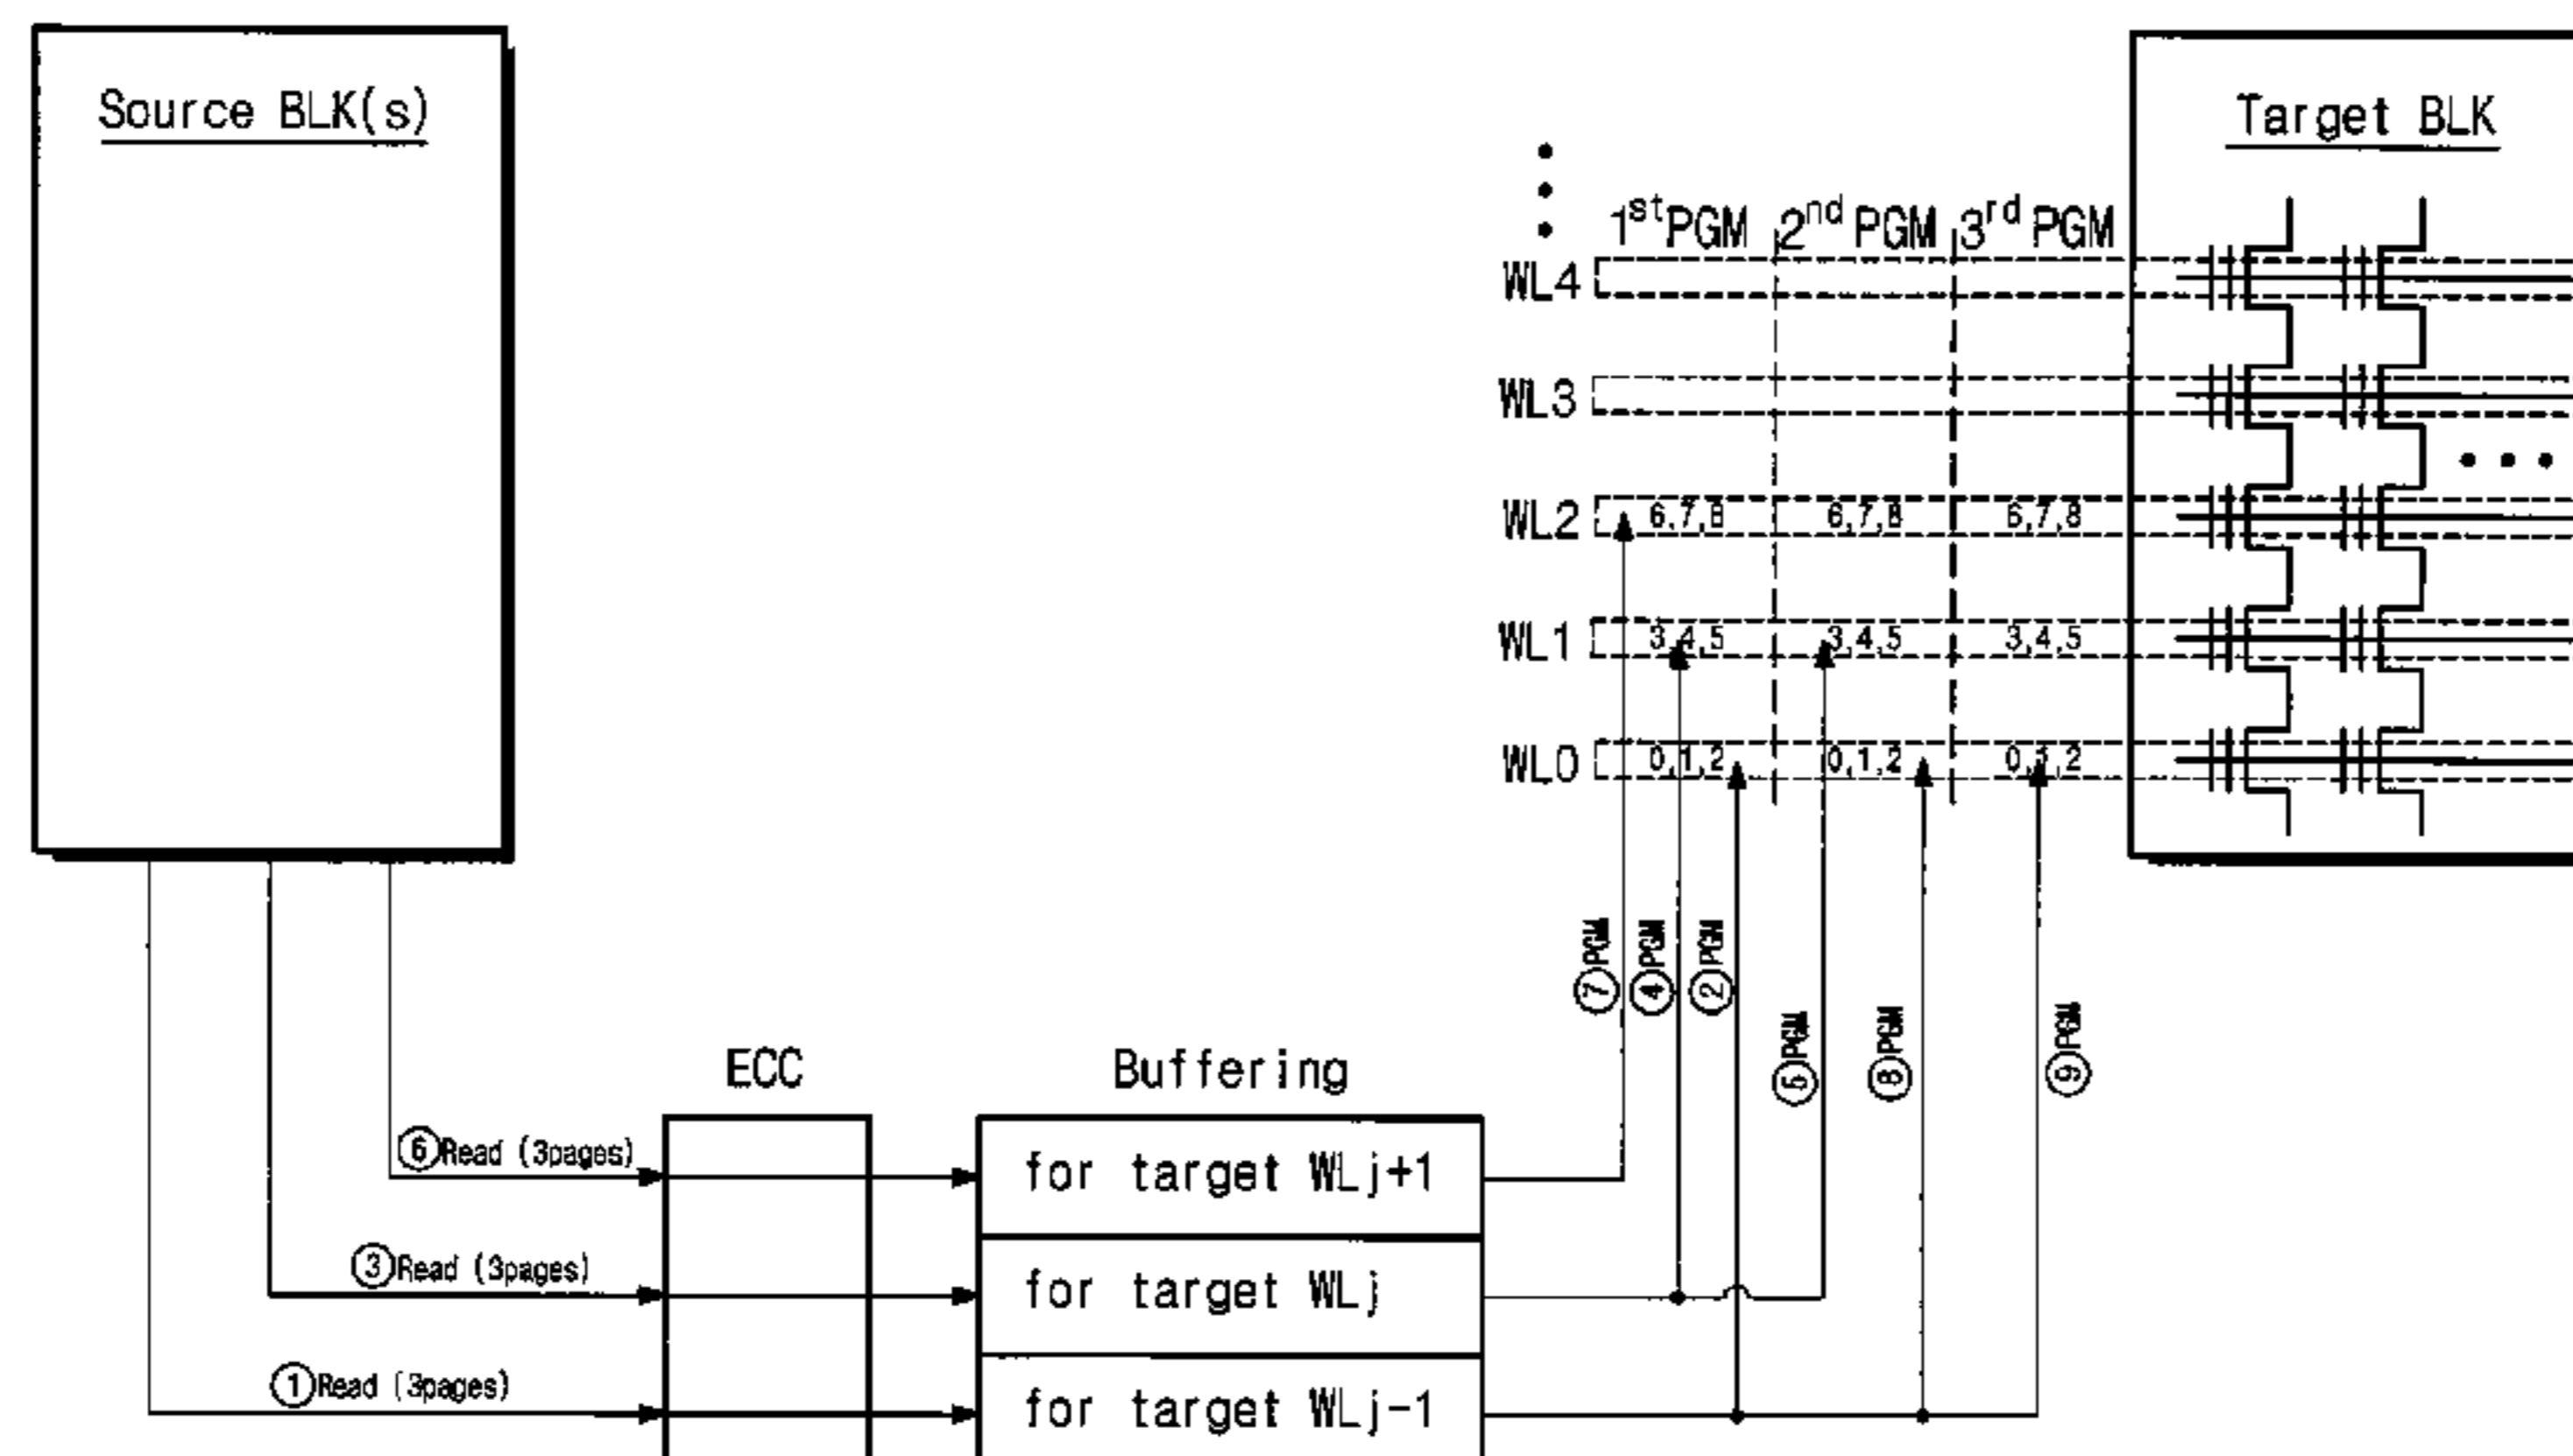 Source BLK(s)
Target BLK
1st PGM 2nd PGM 3rd PGM
WL4
WL3
WL2 6,7,8 6,7,8 6,7,8
WL1 3,4,5 3,4,5 3,4,5
WL0 0,1,2 0,1,2 0,1,2
⑦PGM ④PGM ②PGM
⑤PGM ⑧PGM ⑨PGM
ECC Buffering
⑥Read (3pages) for target WLj+1
③Read (3pages) for target WLj
①Read (3pages) for target WLj-1